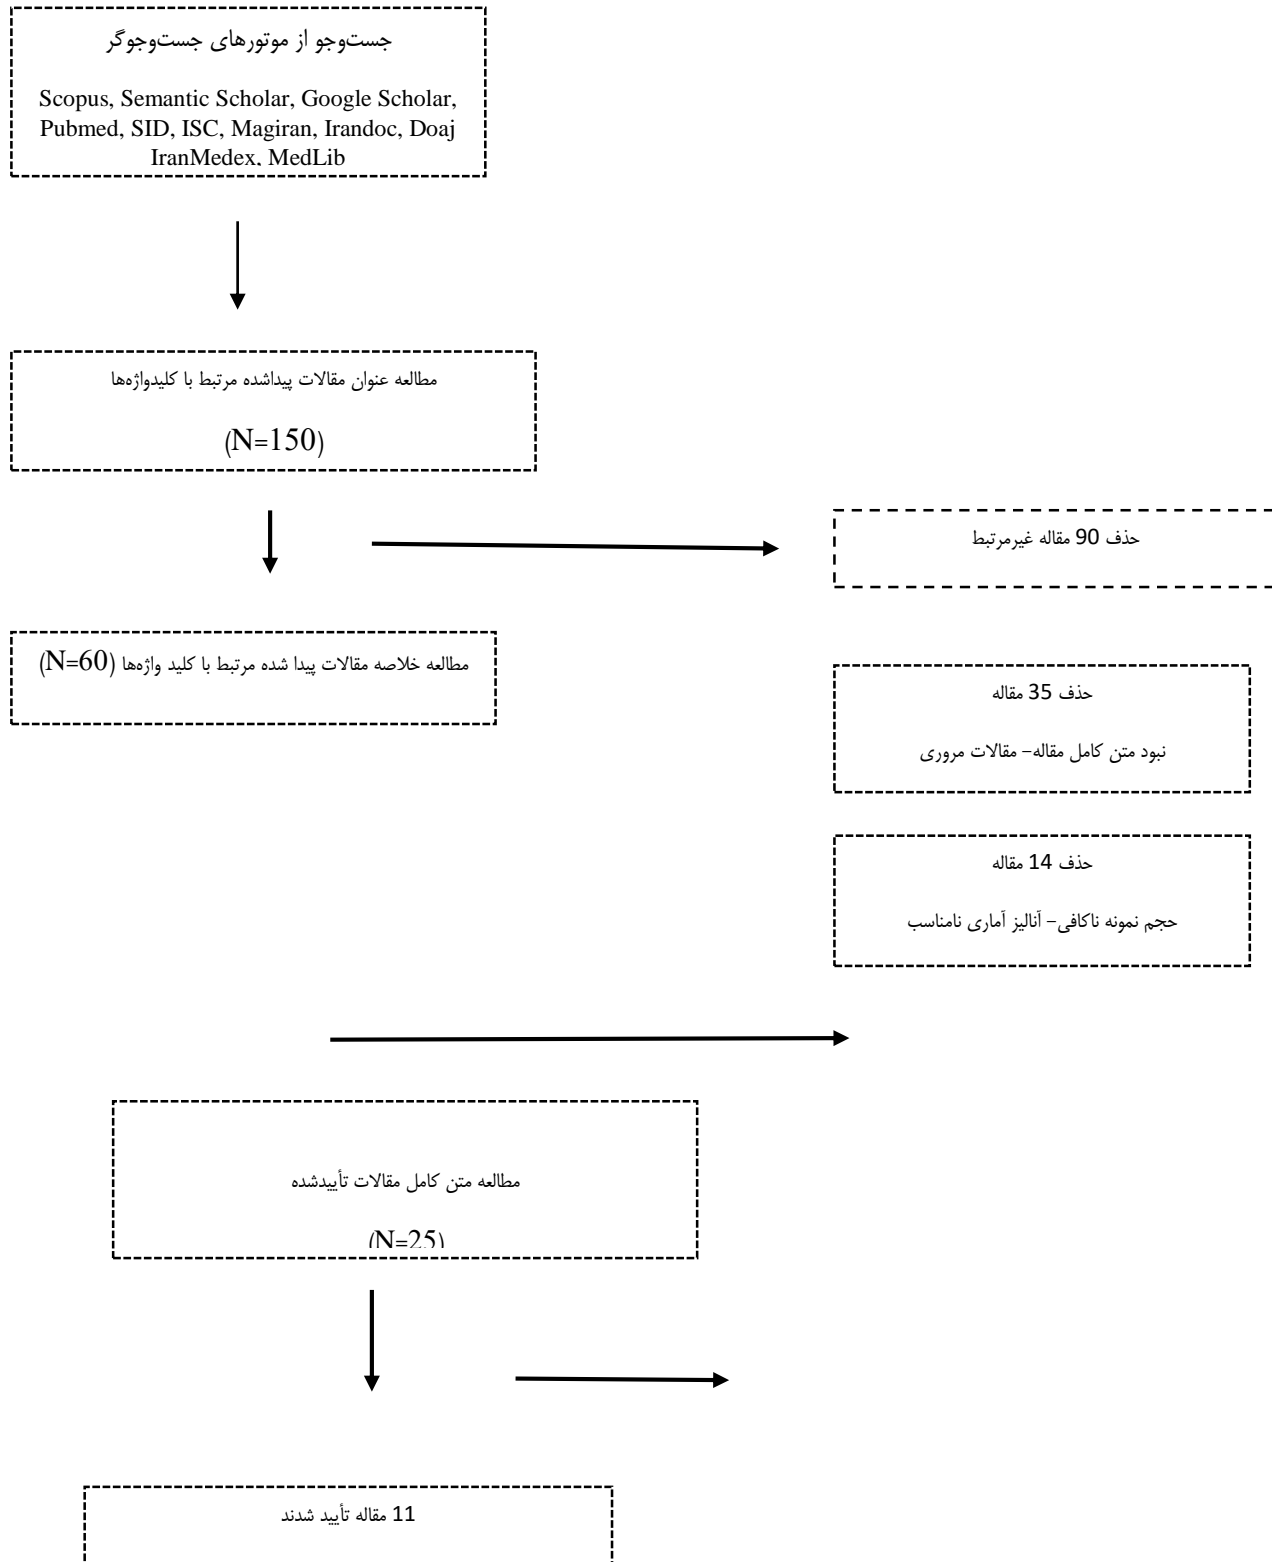 جست‌وجو از موتورهای جست‌وجوگر
Scopus, Semantic Scholar, Google Scholar,
Pubmed, SID, ISC, Magiran, Irandoc, Doaj
IranMedex, MedLib
مطالعه عنوان مقالات پیداشده مرتبط با کلیدواژه‌ها
(N=150)
حذف 90 مقاله غیرمرتبط
مطالعه خلاصه مقالات پیدا شده مرتبط با کلید واژه‌ها (N=60)
حذف 35 مقاله
نبود متن کامل مقاله- مقالات مروری
حذف 14 مقاله
حجم نمونه ناکافی- آنالیز آماری نامناسب
مطالعه متن کامل مقالات تأییدشده
(N=25)
11 مقاله تأیید شدند